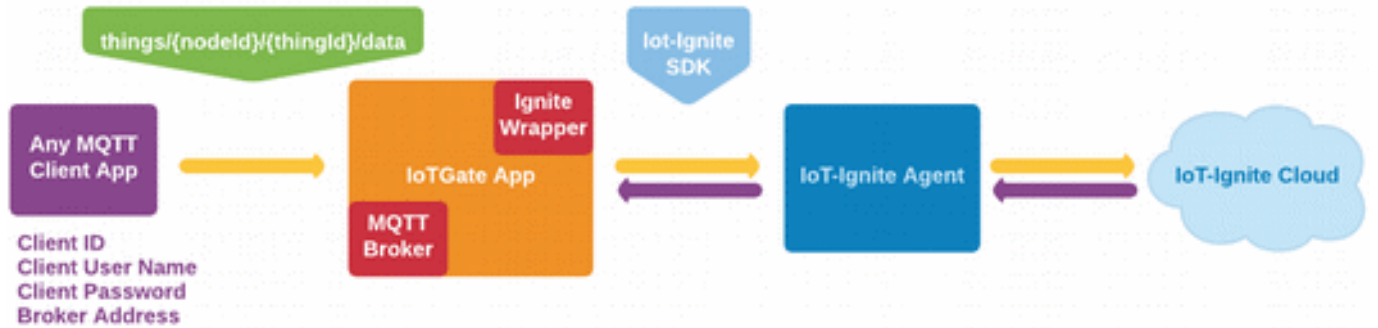 things/{nodeId}/{thingId}/data
Iot-Ignite
SDK
Any MQTT
Client App
Ignite
Wrapper
IoTGate App
MQTT
Broker
IoT-Ignite Agent
IoT-Ignite Cloud
Client ID
Client User Name
Client Password
Broker Address